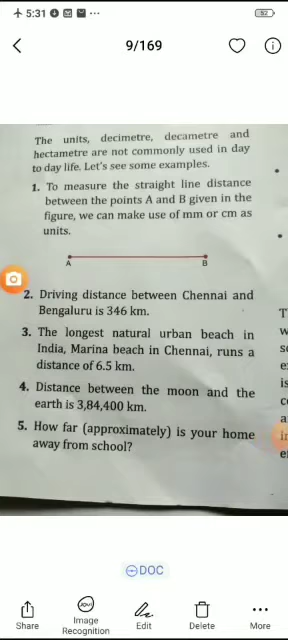 5:31
52
9/169
The units, decimetre, decametre and
hectametre are not commonly used in day
to day life. Let's see some examples.
1. To measure the straight line distance
between the points A and B given in the
figure, we can make use of mm or cm as
units.
A B
2. Driving distance between Chennai and
Bengaluru is 346 km.
3. The longest natural urban beach in
India, Marina beach in Chennai, runs a
distance of 6.5 km.
4. Distance between the moon and the
earth is 3,84,400 km.
5. How far (approximately) is your home
away from school?
DOC
Share
Image
Recognition
Edit
Delete
More